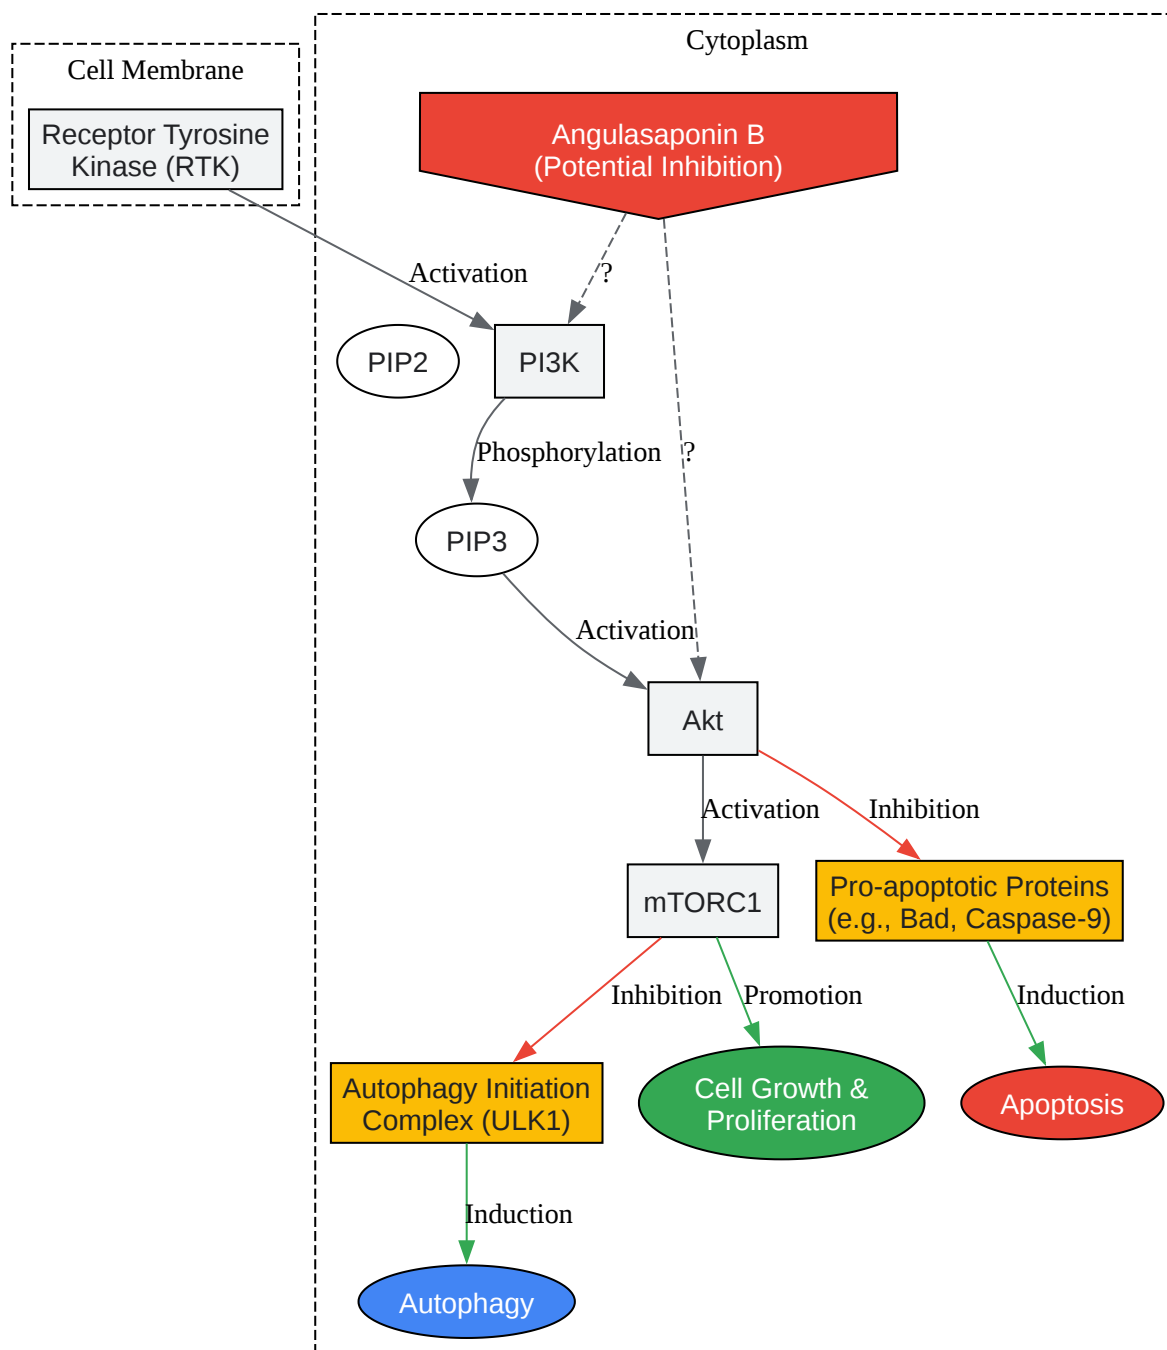 Cytoplasm
Cell Membrane
Receptor Tyrosine
Kinase (RTK)
Angulasaponin B
(Potential Inhibition)
Activation
?
PIP2
PI3K
Phosphorylation
?
PIP3
Activation
Akt
Activation
Inhibition
mTORC1
Pro-apoptotic Proteins
(e.g., Bad, Caspase-9)
Inhibition
Promotion
Induction
Autophagy Initiation
Complex (ULK1)
Cell Growth &
Proliferation
Apoptosis
Induction
Autophagy